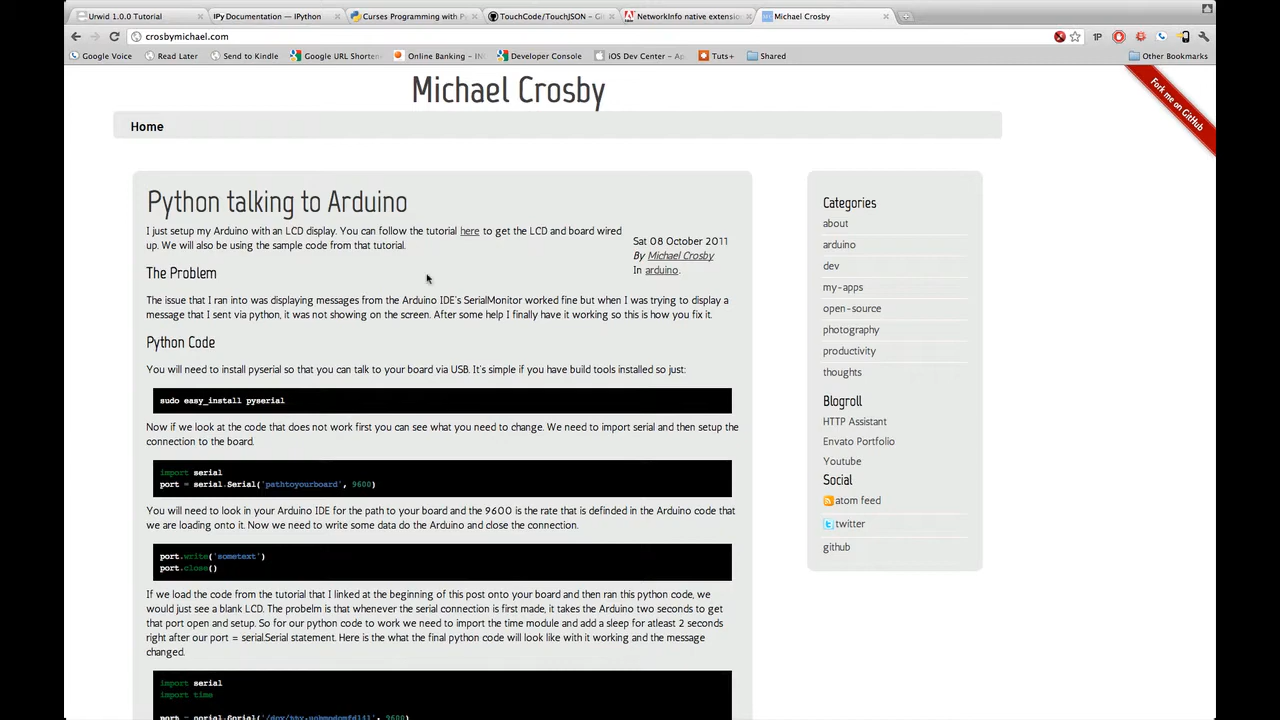 Urwid 1.0.0 Tutorial
IPy Documentation — IPython
Curses Programming with P
TouchCode/TouchJSON - Gi
NetworkInfo native extensio
Michael Crosby
crosbymichael.com
1P
Google Voice
Read Later
Send to Kindle
Google URL Shorten
Online Banking - IN
Developer Console
iOS Dev Center - Ap
Tuts+
Shared
Other Bookmarks
Michael Crosby
Fork me on GitHub
Home
Python talking to Arduino
I just setup my Arduino with an LCD display. You can follow the tutorial here to get the LCD and board wired
up. We will also be using the sample code from that tutorial.
Sat 08 October 2011
By Michael Crosby
In arduino.
The Problem
The issue that I ran into was displaying messages from the Arduino IDE's SerialMonitor worked fine but when I was trying to display a
message that I sent via python, it was not showing on the screen. After some help I finally have it working so this is how you fix it.
Python Code
You will need to install pyserial so that you can talk to your board via USB. It's simple if you have build tools installed so just:
sudo easy_install pyserial
Now if we look at the code that does not work first you can see what you need to change. We need to import serial and then setup the
connection to the board.
import serial
port = serial.Serial('pathtoyourboard', 9600)
You will need to look in your Arduino IDE for the path to your board and the 9600 is the rate that is definded in the Arduino code that
we are loading onto it. Now we need to write some data do the Arduino and close the connection.
port.write('sometext')
port.close()
If we load the code from the tutorial that I linked at the beginning of this post onto your board and then ran this python code, we
would just see a blank LCD. The probelm is that whenever the serial connection is first made, it takes the Arduino two seconds to get
that port open and setup. So for our python code to work we need to import the time module and add a sleep for atleast 2 seconds
right after our port = serial.Serial statement. Here is the what the final python code will look like with it working and the message
changed.
import serial
import time
Categories
about
arduino
dev
my-apps
open-source
photography
productivity
thoughts
Blogroll
HTTP Assistant
Envato Portfolio
Youtube
Social
atom feed
twitter
github